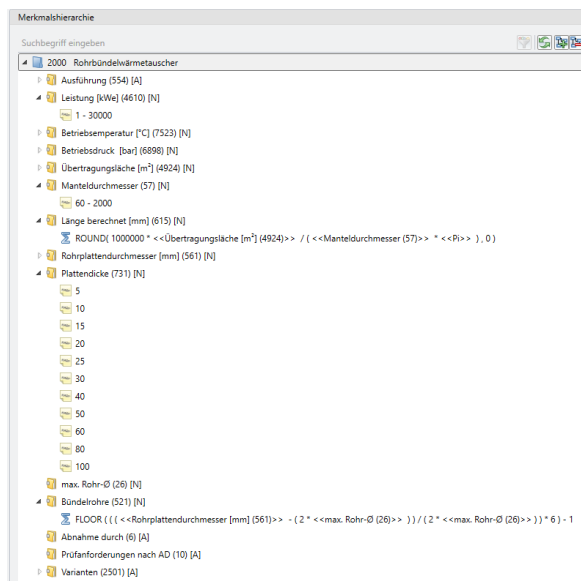 Merkmalshierarchie
Suchbegriff eingeben
2000 Rohrbündelwärmetauscher
Ausführung (554) [A]
Leistung [kWe] (4610) [N]
1 - 30000
Betriebsemperatur [°C] (7523) [N]
Betriebsdruck [bar] (6898) [N]
Übertragungsläche [m²] (4924) [N]
Manteldurchmesser (57) [N]
60 - 2000
Länge berechnet [mm] (615) [N]
ROUND( 1000000 * <<Übertragungsläche [m²] (4924)>> / ( <<Manteldurchmesser (57)>> * <<Pi>> ) , 0 )
Rohrplattendurchmesser [mm] (561) [N]
Plattendicke (731) [N]
5
10
15
20
25
30
40
50
60
80
100
max. Rohr-Ø (26) [N]
Bündelrohre (521) [N]
FLOOR ( ( ( <<Rohrplattendurchmesser [mm] (561)>> - ( 2 * <<max. Rohr-Ø (26)>> ) ) / ( 2 * <<max. Rohr-Ø (26)>> ) ) * 6 ) - 1
Abnahme durch (6) [A]
Prüfanforderungen nach AD (10) [A]
Varianten (2501) [A]